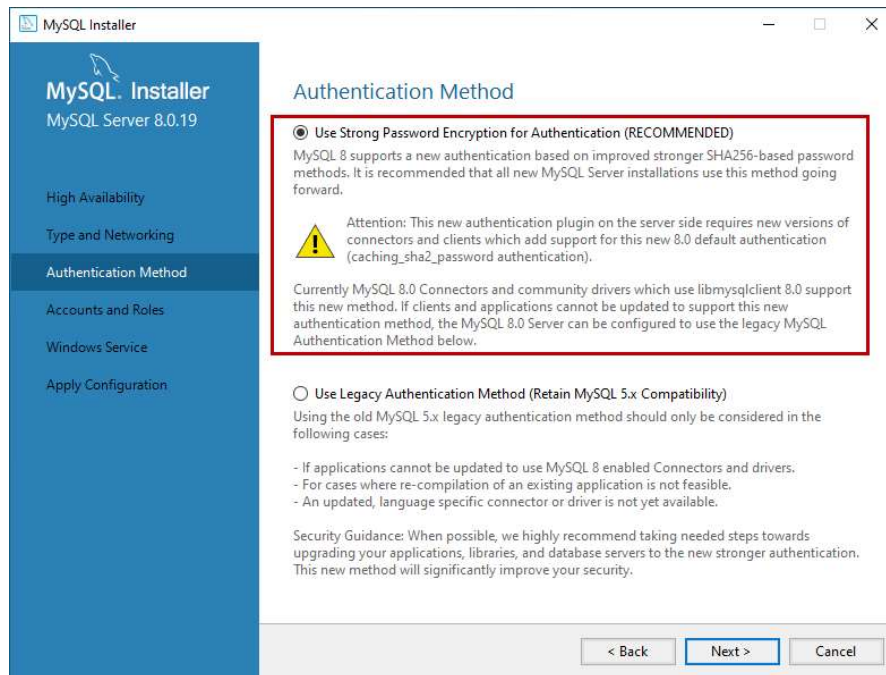 MySQL Installer
MySQL. Installer
MySQL Server 8.0.19
High Availability
Type and Networking
Authentication Method
Accounts and Roles
Windows Service
Apply Configuration
Authentication Method
Use Strong Password Encryption for Authentication (RECOMMENDED)
MySQL 8 supports a new authentication based on improved stronger SHA256-based password
methods. It is recommended that all new MySQL Server installations use this method going
forward.
Attention: This new authentication plugin on the server side requires new versions of
connectors and clients which add support for this new 8.0 default authentication
(caching_sha2_password authentication).
Currently MySQL 8.0 Connectors and community drivers which use libmysqlclient 8.0 support
this new method. If clients and applications cannot be updated to support this new
authentication method, the MySQL 8.0 Server can be configured to use the legacy MySQL
Authentication Method below.
Use Legacy Authentication Method (Retain MySQL 5.x Compatibility)
Using the old MySQL 5.x legacy authentication method should only be considered in the
following cases:
- If applications cannot be updated to use MySQL 8 enabled Connectors and drivers.
- For cases where re-compilation of an existing application is not feasible.
- An updated, language specific connector or driver is not yet available.
Security Guidance: When possible, we highly recommend taking needed steps towards
upgrading your applications, libraries, and database servers to the new stronger authentication.
This new method will significantly improve your security.
< Back
Next >
Cancel